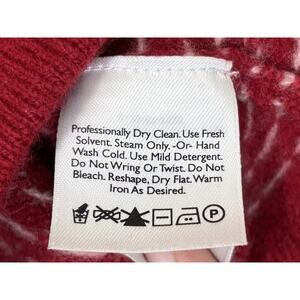 Professionally Dry Clean. Use Fresh
Solvent. Steam Only, -Or- Hand
Wash Cold. Use Mild Detergent.
Do Not Wring Or Twist. Do Not
Bleach. Reshape, Dry Flat. Warm
Iron As Desired.
P